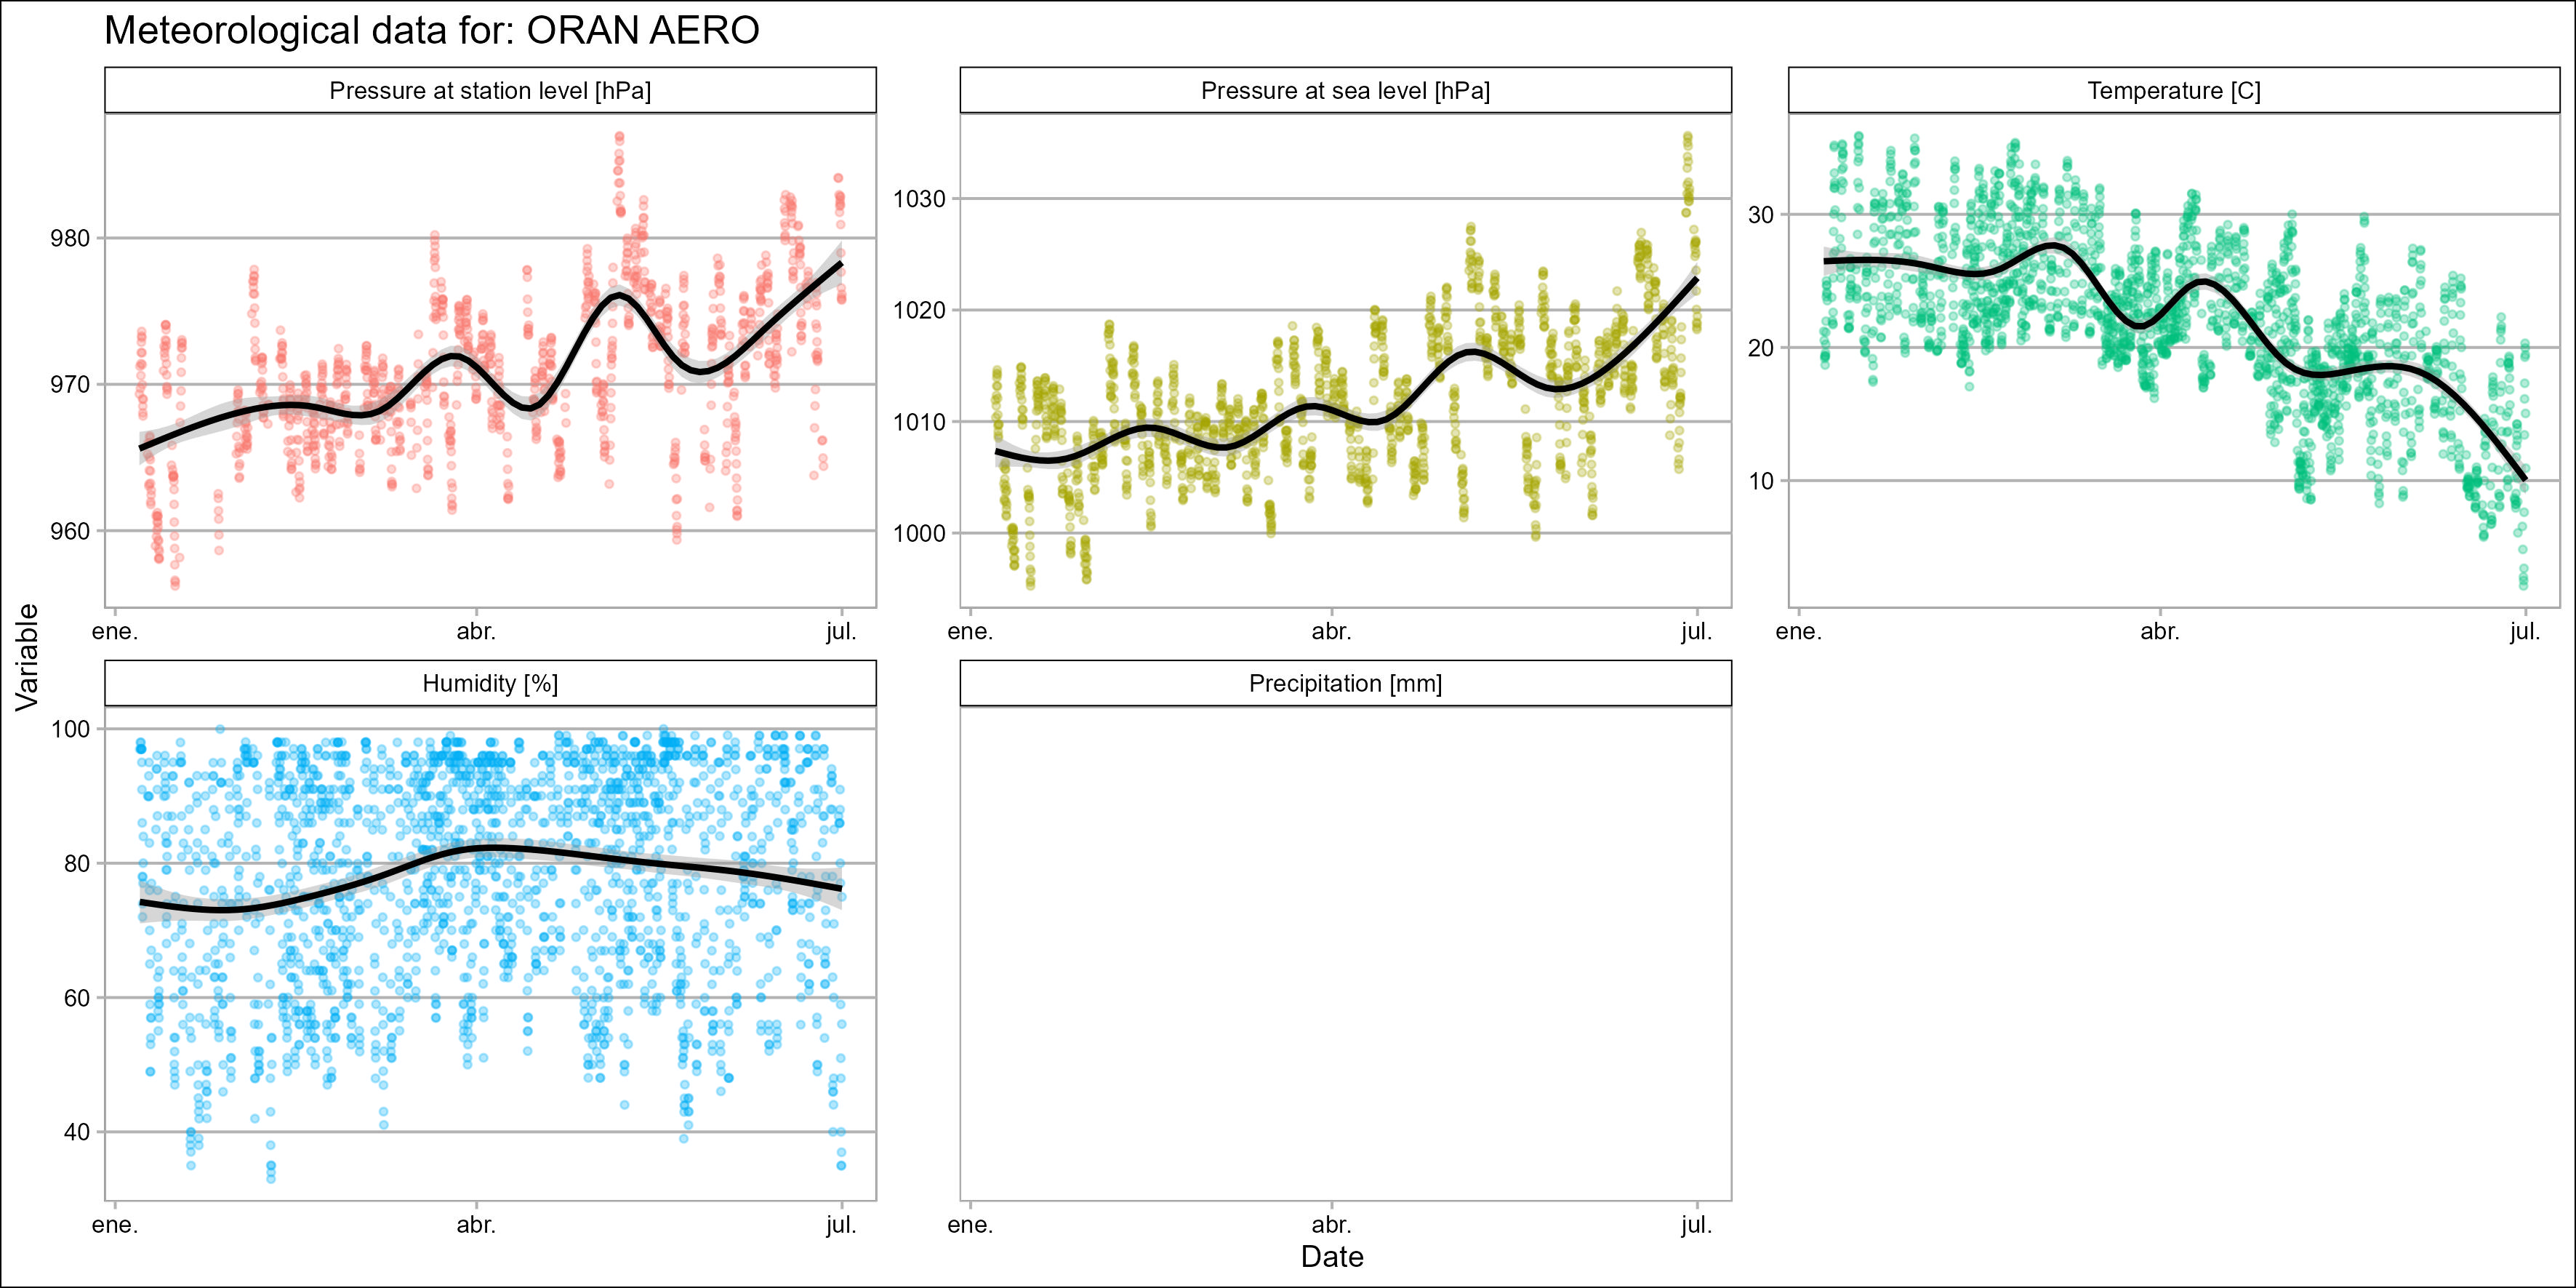 Meteorological data for: ORAN AERO
Pressure at station level [hPa]
Pressure at sea level [hPa]
Temperature [C]
980
970
960
1030
1020
1010
1000
30
20
10
ene.
abr.
jul.
ene.
abr.
jul.
ene.
abr.
jul.
Variable
Humidity [%]
Precipitation [mm]
100
80
60
40
ene.
abr.
jul.
ene.
abr.
jul.
Date